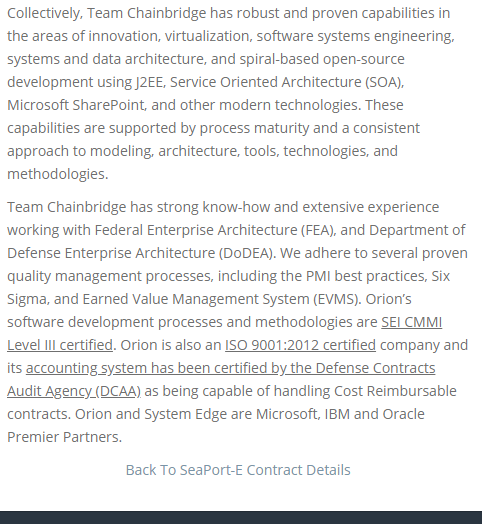 Collectively, Team Chainbridge has robust and proven capabilities in
the areas of innovation, virtualization, software systems engineering,
systems and data architecture, and spiral-based open-source
development using J2EE, Service Oriented Architecture (SOA),
Microsoft SharePoint, and other modern technologies. These
capabilities are supported by process maturity and a consistent
approach to modeling, architecture, tools, technologies, and
methodologies.
Team Chainbridge has strong know-how and extensive experience
working with Federal Enterprise Architecture (FEA), and Department of
Defense Enterprise Architecture (DoDEA). We adhere to several proven
quality management processes, including the PMI best practices, Six
Sigma, and Earned Value Management System (EVMS). Orion's
software development processes and methodologies are SEI CMMI
Level III certified. Orion is also an ISO 9001:2012 certified company and
its accounting system has been certified by the Defense Contracts
Audit Agency (DCAA) as being capable of handling Cost Reimbursable
contracts. Orion and System Edge are Microsoft, IBM and Oracle
Premier Partners.
Back To SeaPort-E Contract Details